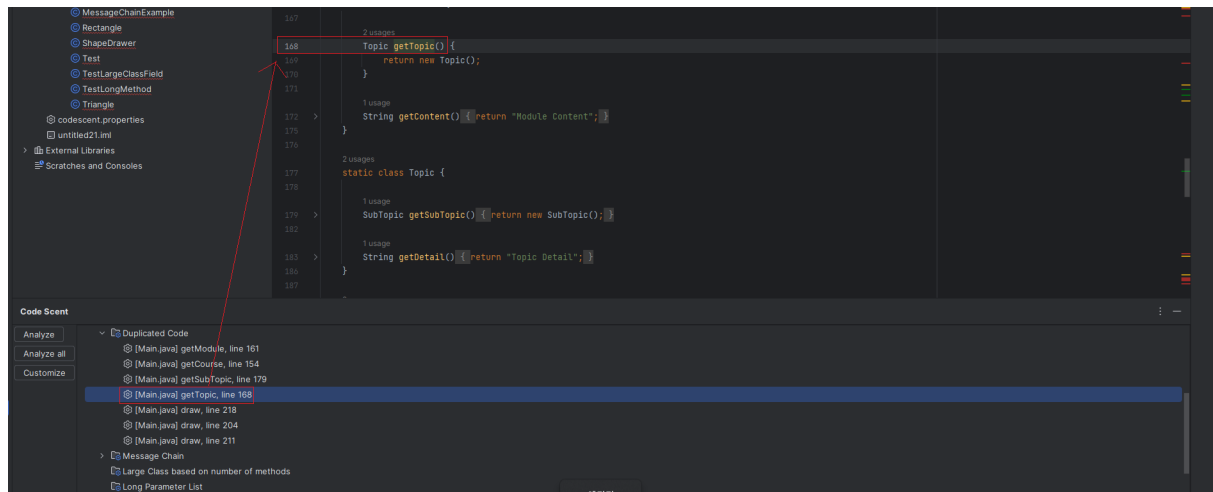 MessageChainExample
Rectangle
ShapeDrawer
Test
TestLargeClassField
TestLongMethod
Triangle
codescent.properties
untitled21.iml
External Libraries
Scratches and Consoles
167
2 usages
168 Topic getTopic() {
169 return new Topic();
170 }
171
1 usage
172 String getContent() { return "Module Content"; }
175 }
176
2 usages
177 static class Topic {
178
1 usage
179 SubTopic getSubTopic() { return new SubTopic(); }
182
1 usage
183 String getDetail() { return "Topic Detail"; }
186 }
187
Code Scent
Analyze
Analyze all
Customize
Duplicated Code
[Main.java] getModule, line 161
[Main.java] getCourse, line 154
[Main.java] getSubTopic, line 179
[Main.java] getTopic, line 168
[Main.java] draw, line 218
[Main.java] draw, line 204
[Main.java] draw, line 211
Message Chain
Large Class based on number of methods
Long Parameter List